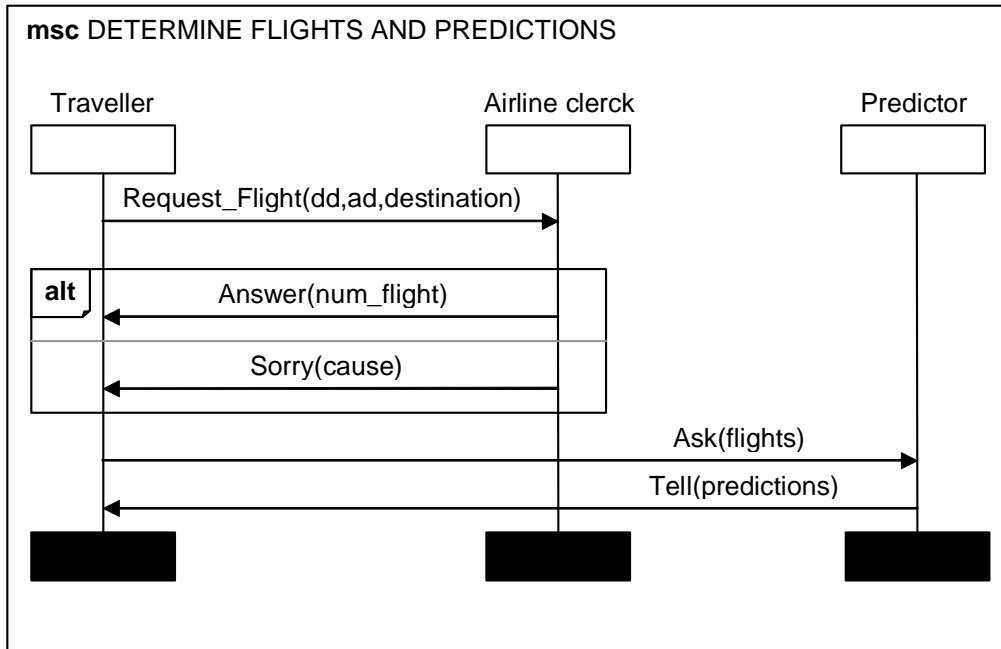 msc DETERMINE FLIGHTS AND PREDICTIONS
Traveller
Airline clerck
Predictor
Request_Flight(dd,ad,destination)
alt
Answer(num_flight)
Sorry(cause)
Ask(flights)
Tell(predictions)